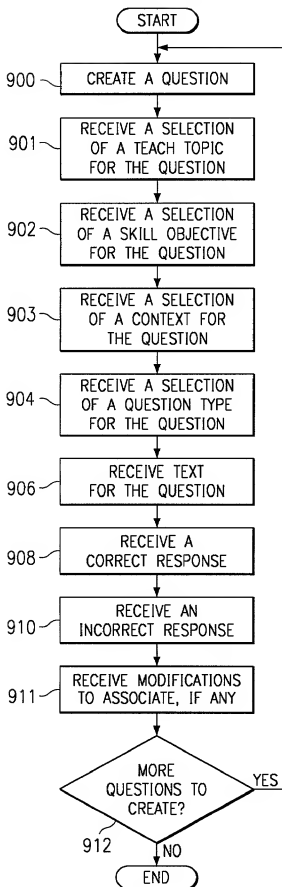 START
900
CREATE A QUESTION
901
RECEIVE A SELECTION
OF A TEACH TOPIC
FOR THE QUESTION
902
RECEIVE A SELECTION
OF A SKILL OBJECTIVE
FOR THE QUESTION
903
RECEIVE A SELECTION
OF A CONTEXT FOR
THE QUESTION
904
RECEIVE A SELECTION
OF A QUESTION TYPE
FOR THE QUESTION
906
RECEIVE TEXT
FOR THE QUESTION
908
RECEIVE A
CORRECT RESPONSE
910
RECEIVE AN
INCORRECT RESPONSE
911
RECEIVE MODIFICATIONS
TO ASSOCIATE, IF ANY
MORE
QUESTIONS TO
CREATE?
YES
912
NO
END